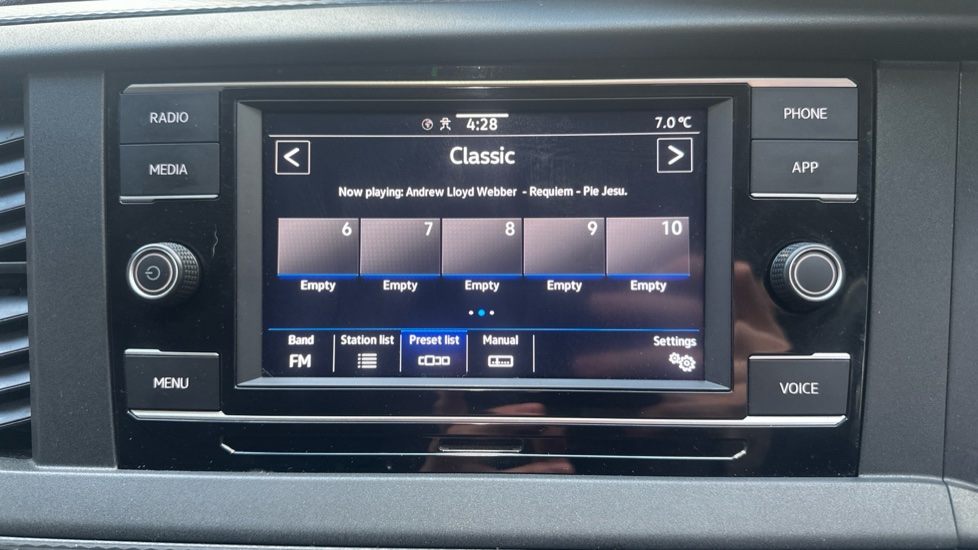 RADIO
MEDIA
MENU
PHONE
APP
VOICE
4:28
7.0 °C
<
Classic
>
Now playing: Andrew Lloyd Webber - Requiem - Pie Jesu.
6 7 8 9 10
Empty Empty Empty Empty Empty
Band Station list Preset list Manual Settings
FM